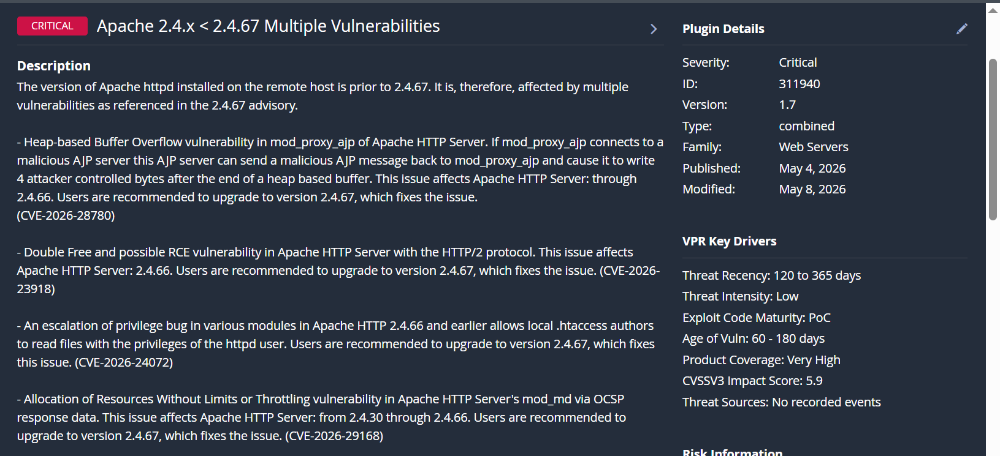 CRITICAL Apache 2.4.x < 2.4.67 Multiple Vulnerabilities
Description
The version of Apache httpd installed on the remote host is prior to 2.4.67. It is, therefore, affected by multiple
vulnerabilities as referenced in the 2.4.67 advisory.
- Heap-based Buffer Overflow vulnerability in mod_proxy_ajp of Apache HTTP Server. If mod_proxy_ajp connects to a
malicious AJP server this AJP server can send a malicious AJP message back to mod_proxy_ajp and cause it to write
4 attacker controlled bytes after the end of a heap based buffer. This issue affects Apache HTTP Server: through
2.4.66. Users are recommended to upgrade to version 2.4.67, which fixes the issue.
(CVE-2026-28780)
- Double Free and possible RCE vulnerability in Apache HTTP Server with the HTTP/2 protocol. This issue affects
Apache HTTP Server: 2.4.66. Users are recommended to upgrade to version 2.4.67, which fixes the issue. (CVE-2026-
23918)
- An escalation of privilege bug in various modules in Apache HTTP 2.4.66 and earlier allows local .htaccess authors
to read files with the privileges of the httpd user. Users are recommended to upgrade to version 2.4.67, which fixes
this issue. (CVE-2026-24072)
- Allocation of Resources Without Limits or Throttling vulnerability in Apache HTTP Server's mod_md via OCSP
response data. This issue affects Apache HTTP Server: from 2.4.30 through 2.4.66. Users are recommended to
upgrade to version 2.4.67, which fixes the issue. (CVE-2026-29168)
Plugin Details
Severity: Critical
ID: 311940
Version: 1.7
Type: combined
Family: Web Servers
Published: May 4, 2026
Modified: May 8, 2026
VPR Key Drivers
Threat Recency: 120 to 365 days
Threat Intensity: Low
Exploit Code Maturity: PoC
Age of Vuln: 60 - 180 days
Product Coverage: Very High
CVSSV3 Impact Score: 5.9
Threat Sources: No recorded events
Risk Information